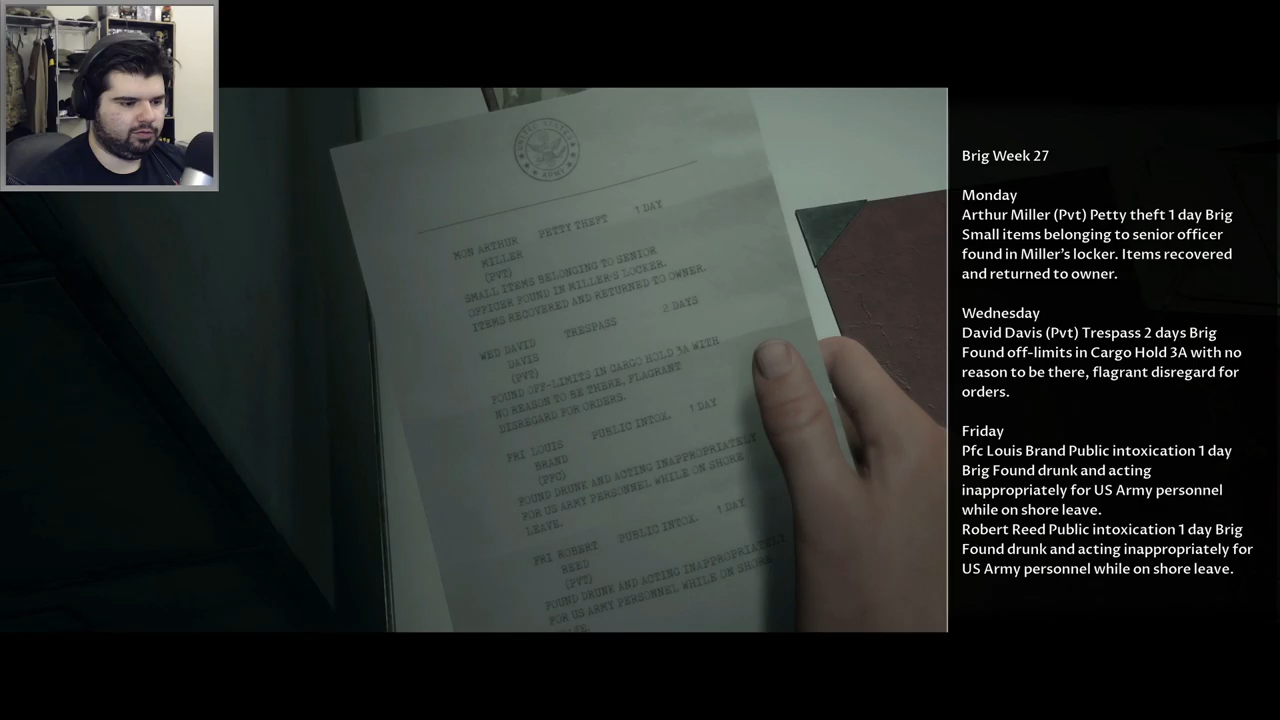 UNITED STATES
ARMY
MON ARTHUR PETTY THEFT 1 DAY
MILLER
(PVT)
SMALL ITEMS BELONGING TO SENIOR
OFFICER FOUND IN MILLER'S LOCKER.
ITEMS RECOVERED AND RETURNED TO OWNER.
WED DAVID TRESPASS 2 DAYS
DAVIS
(PVT)
FOUND OFF-LIMITS IN CARGO HOLD 3A WITH
NO REASON TO BE THERE, FLAGRANT
DISREGARD FOR ORDERS.
FRI LOUIS PUBLIC INTOX. 1 DAY
BRAND
(PFC)
FOUND DRUNK AND ACTING INAPPROPRIATELY
FOR US ARMY PERSONNEL WHILE ON SHORE
LEAVE.
FRI ROBERT PUBLIC INTOX. 1 DAY
REED
(PVT)
FOUND DRUNK AND ACTING INAPPROPRIATELY
FOR US ARMY PERSONNEL WHILE ON SHORE
LEAVE.
Brig Week 27
Monday
Arthur Miller (Pvt) Petty theft 1 day Brig
Small items belonging to senior officer
found in Miller's locker. Items recovered
and returned to owner.
Wednesday
David Davis (Pvt) Trespass 2 days Brig
Found off-limits in Cargo Hold 3A with no
reason to be there, flagrant disregard for
orders.
Friday
Pfc Louis Brand Public intoxication 1 day
Brig Found drunk and acting
inappropriately for US Army personnel
while on shore leave.
Robert Reed Public intoxication 1 day Brig
Found drunk and acting inappropriately for
US Army personnel while on shore leave.